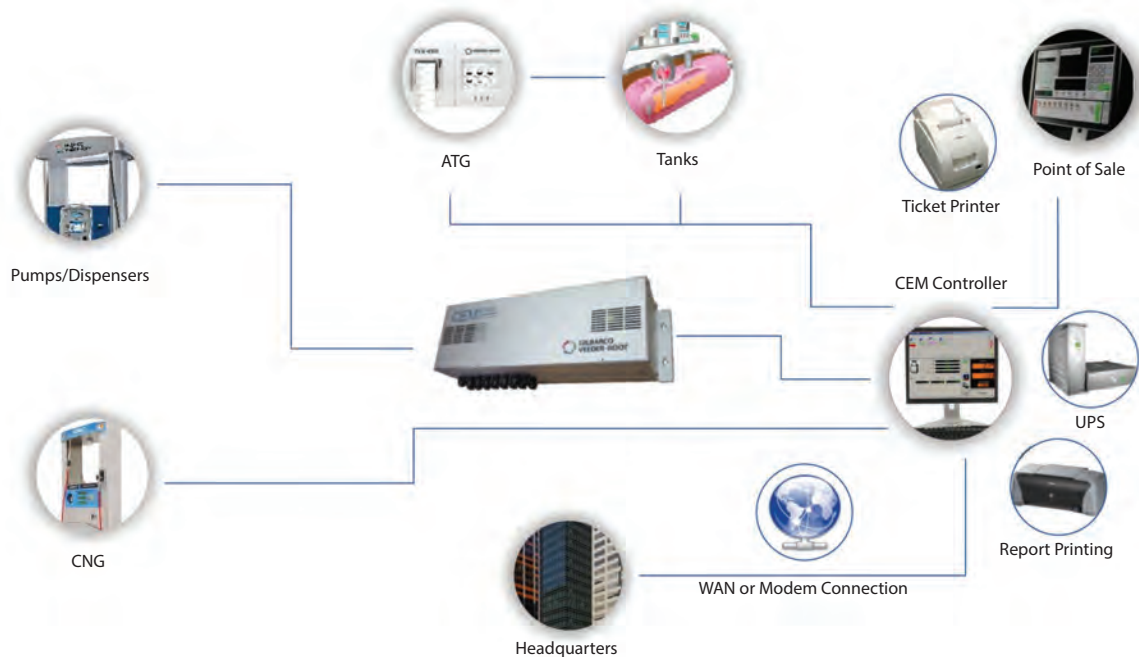 ATG
Tanks
Point of Sale
Ticket Printer
Pumps/Dispensers
CEM Controller
CEM
GILBARCO
VEEDER-ROOT
UPS
CNG
Report Printing
WAN or Modem Connection
Headquarters